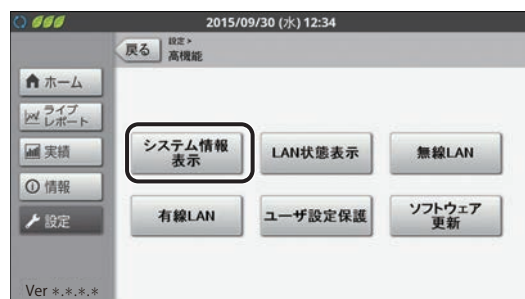 2015/09/30 (水) 12:34
戻る
設定>
高機能
ホーム
ライブ
レポート
実績
情報
設定
システム情報
表示
LAN状態表示
無線LAN
有線LAN
ユーザ設定保護
ソフトウェア
更新
Ver *.*.*.*